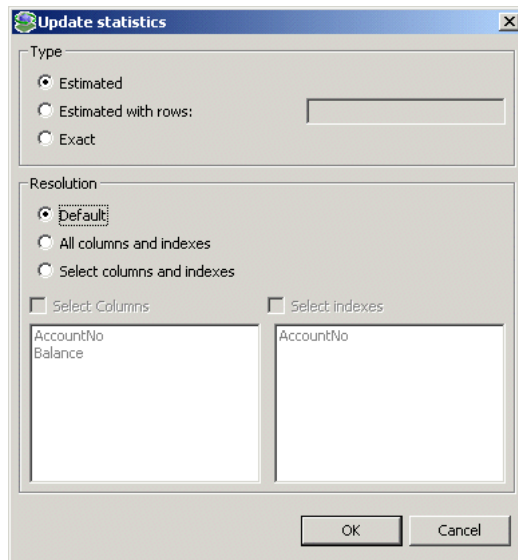 Update statistics
Type
Estimated
Estimated with rows:
Exact
Resolution
Default
All columns and indexes
Select columns and indexes
Select Columns
Select indexes
AccountNo
Balance
AccountNo
OK
Cancel